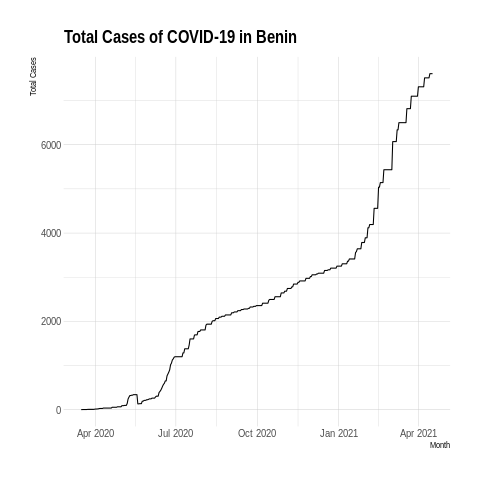 Total Cases of COVID-19 in Benin
Total Cases
6000
4000
2000
0
Apr 2020
Jul 2020
Oct 2020
Jan 2021
Apr 2021
Month